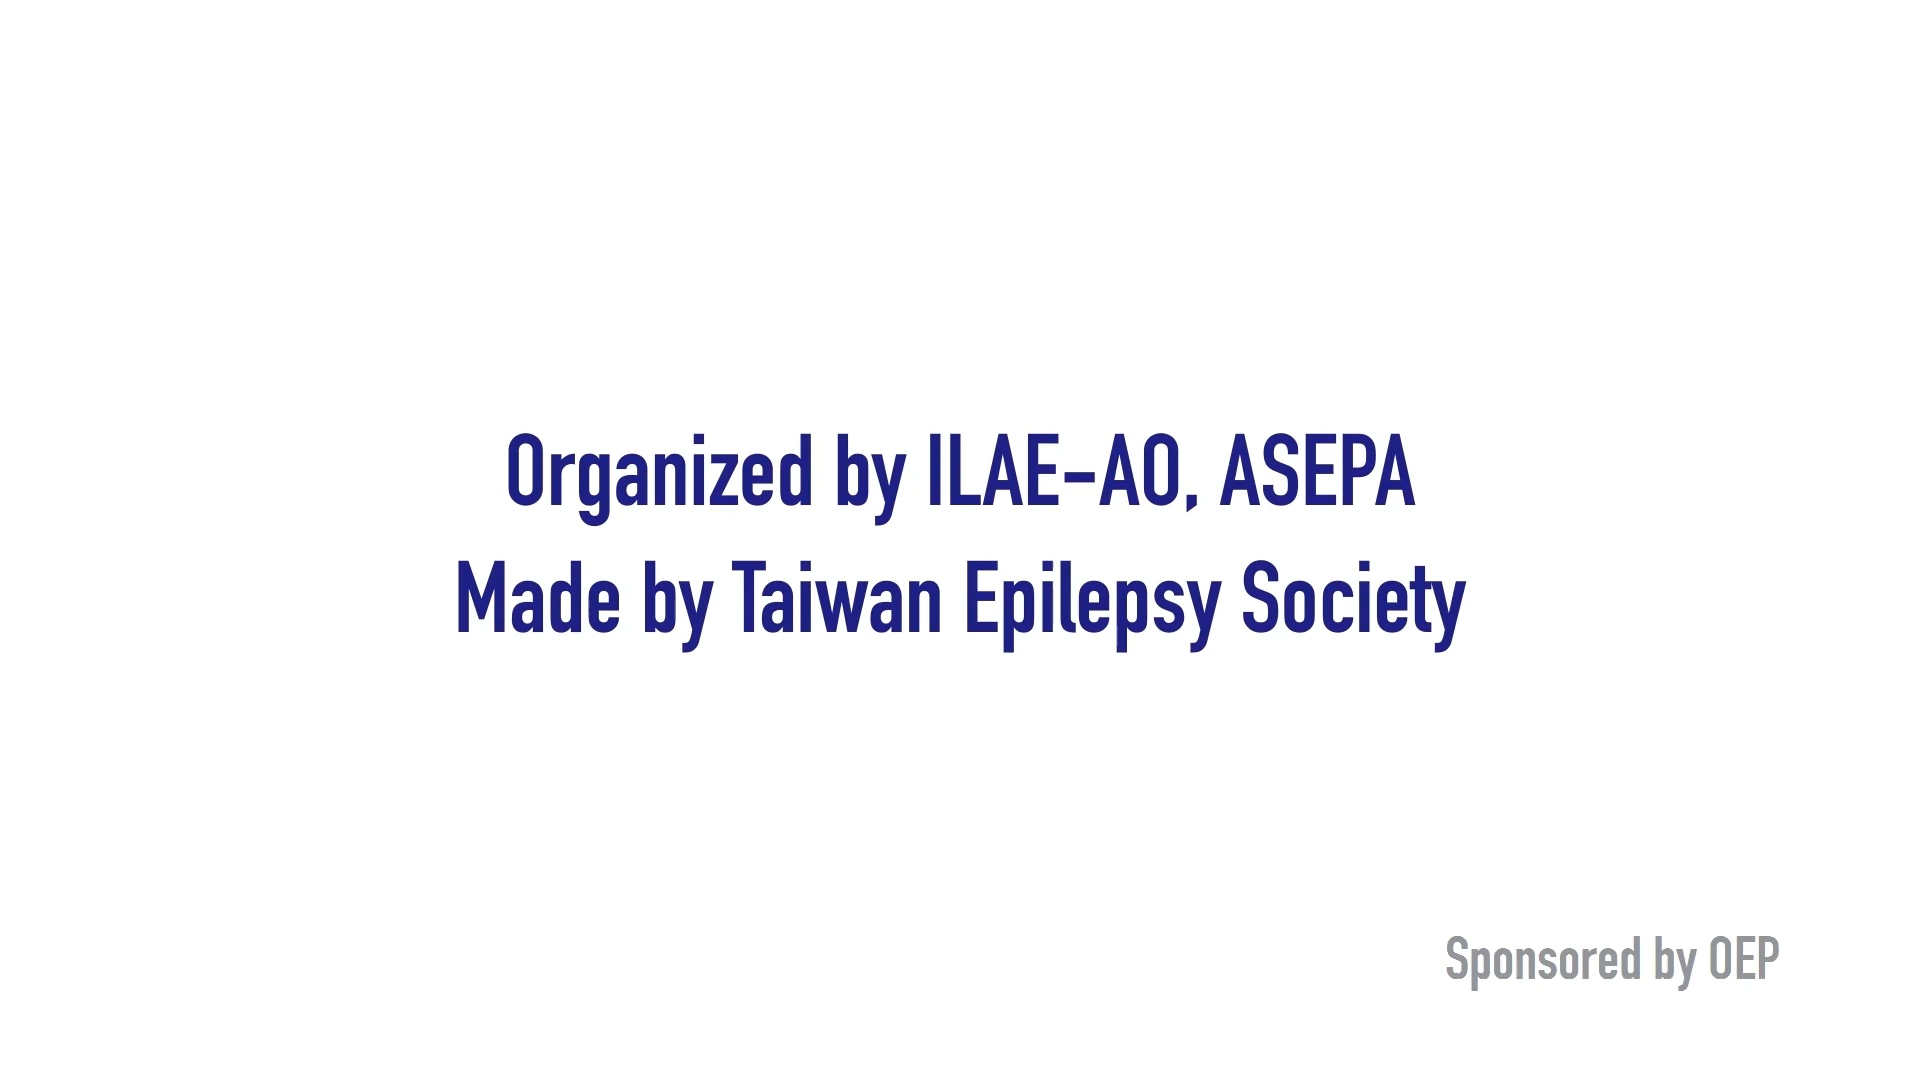 Organized by ILAE-AO, ASEPA
Made by Taiwan Epilepsy Society
Sponsored by OEP